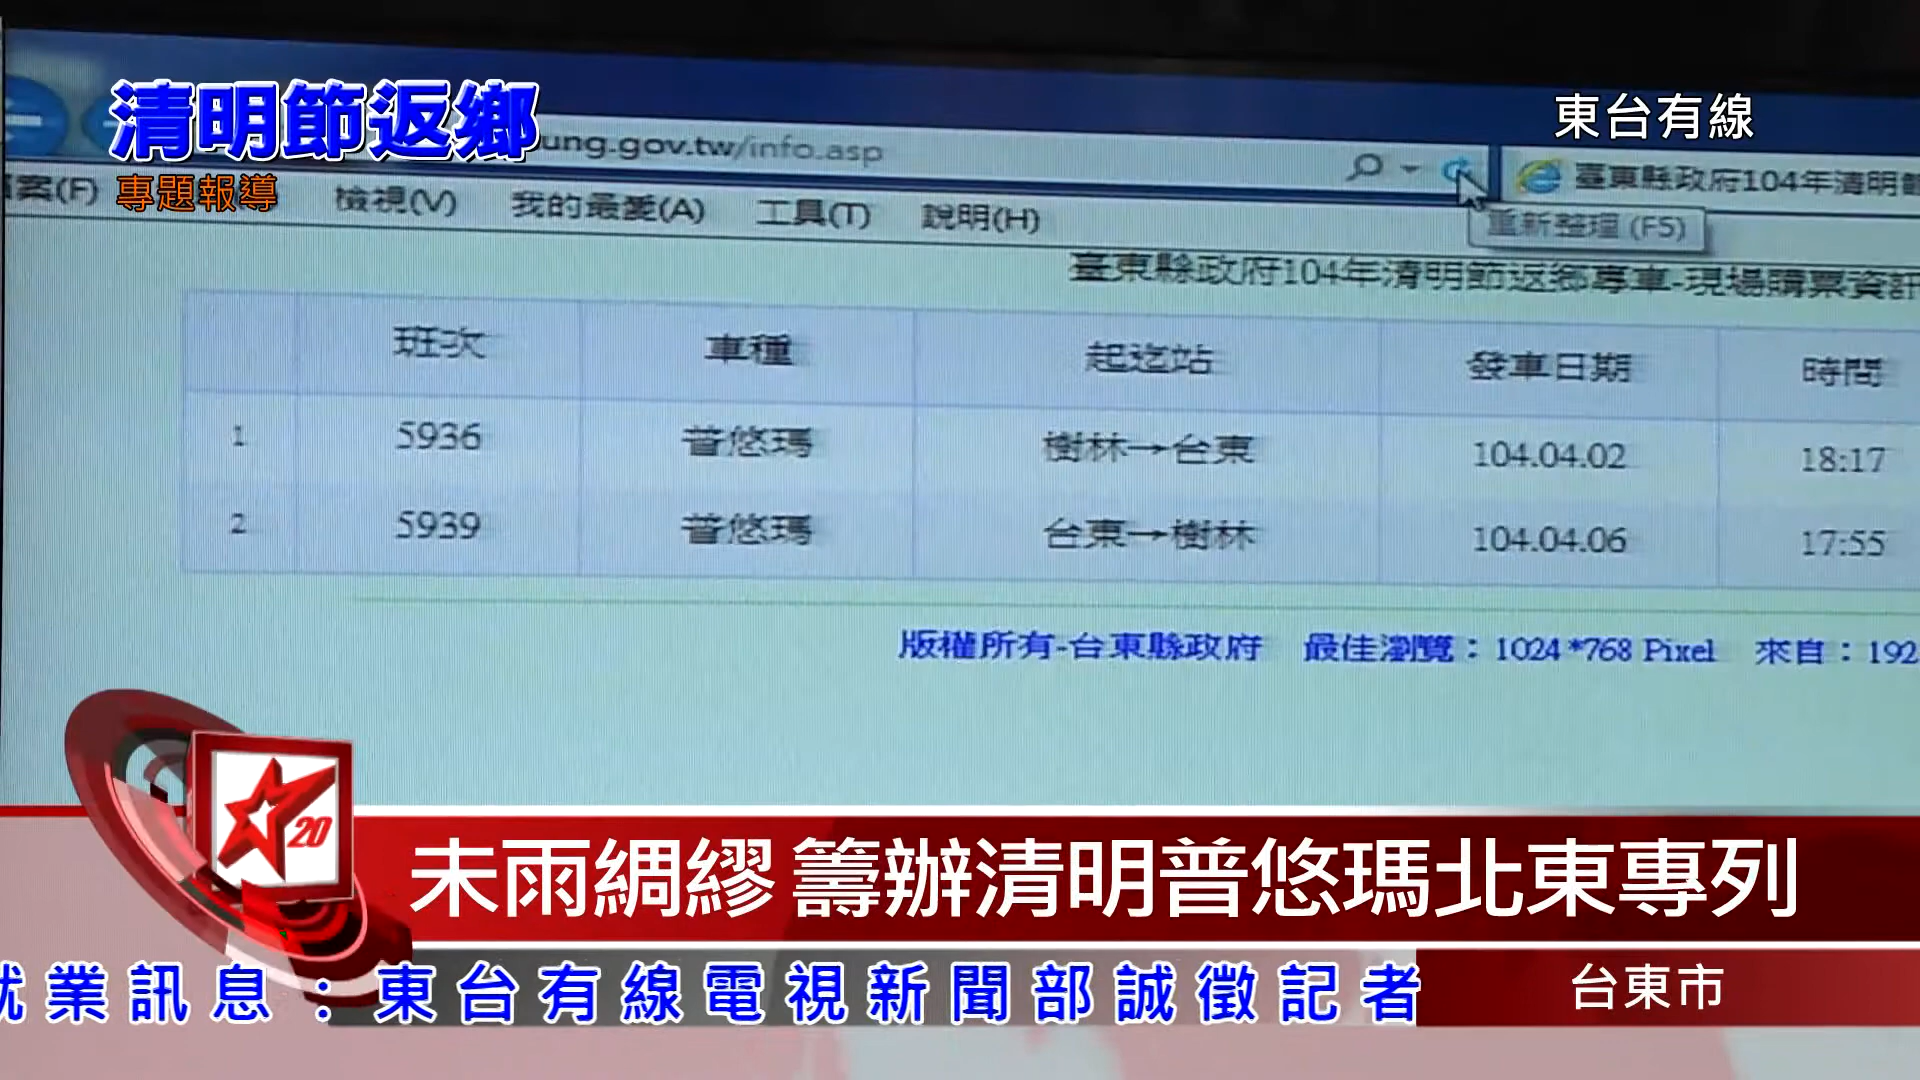 清明節返鄉
專題報導
東台有線
ung.gov.tw/info.asp
臺東縣政府104年清明節
案(F) 檢視(V) 我的最愛(A) 工具(T) 說明(H)
重新整理 (F5)
臺東縣政府104年清明節返鄉專車-現場購票資訊
班次 車種 起迄站 發車日期 時間
1 5936 普悠瑪 樹林→台東 104.04.02 18:17
2 5939 普悠瑪 台東→樹林 104.04.06 17:55
版權所有-台東縣政府 最佳瀏覽：1024*768 Pixel 來自：192
20
未雨綢繆 籌辦清明普悠瑪北東專列
就業訊息：東台有線電視新聞部誠徵記者
台東市